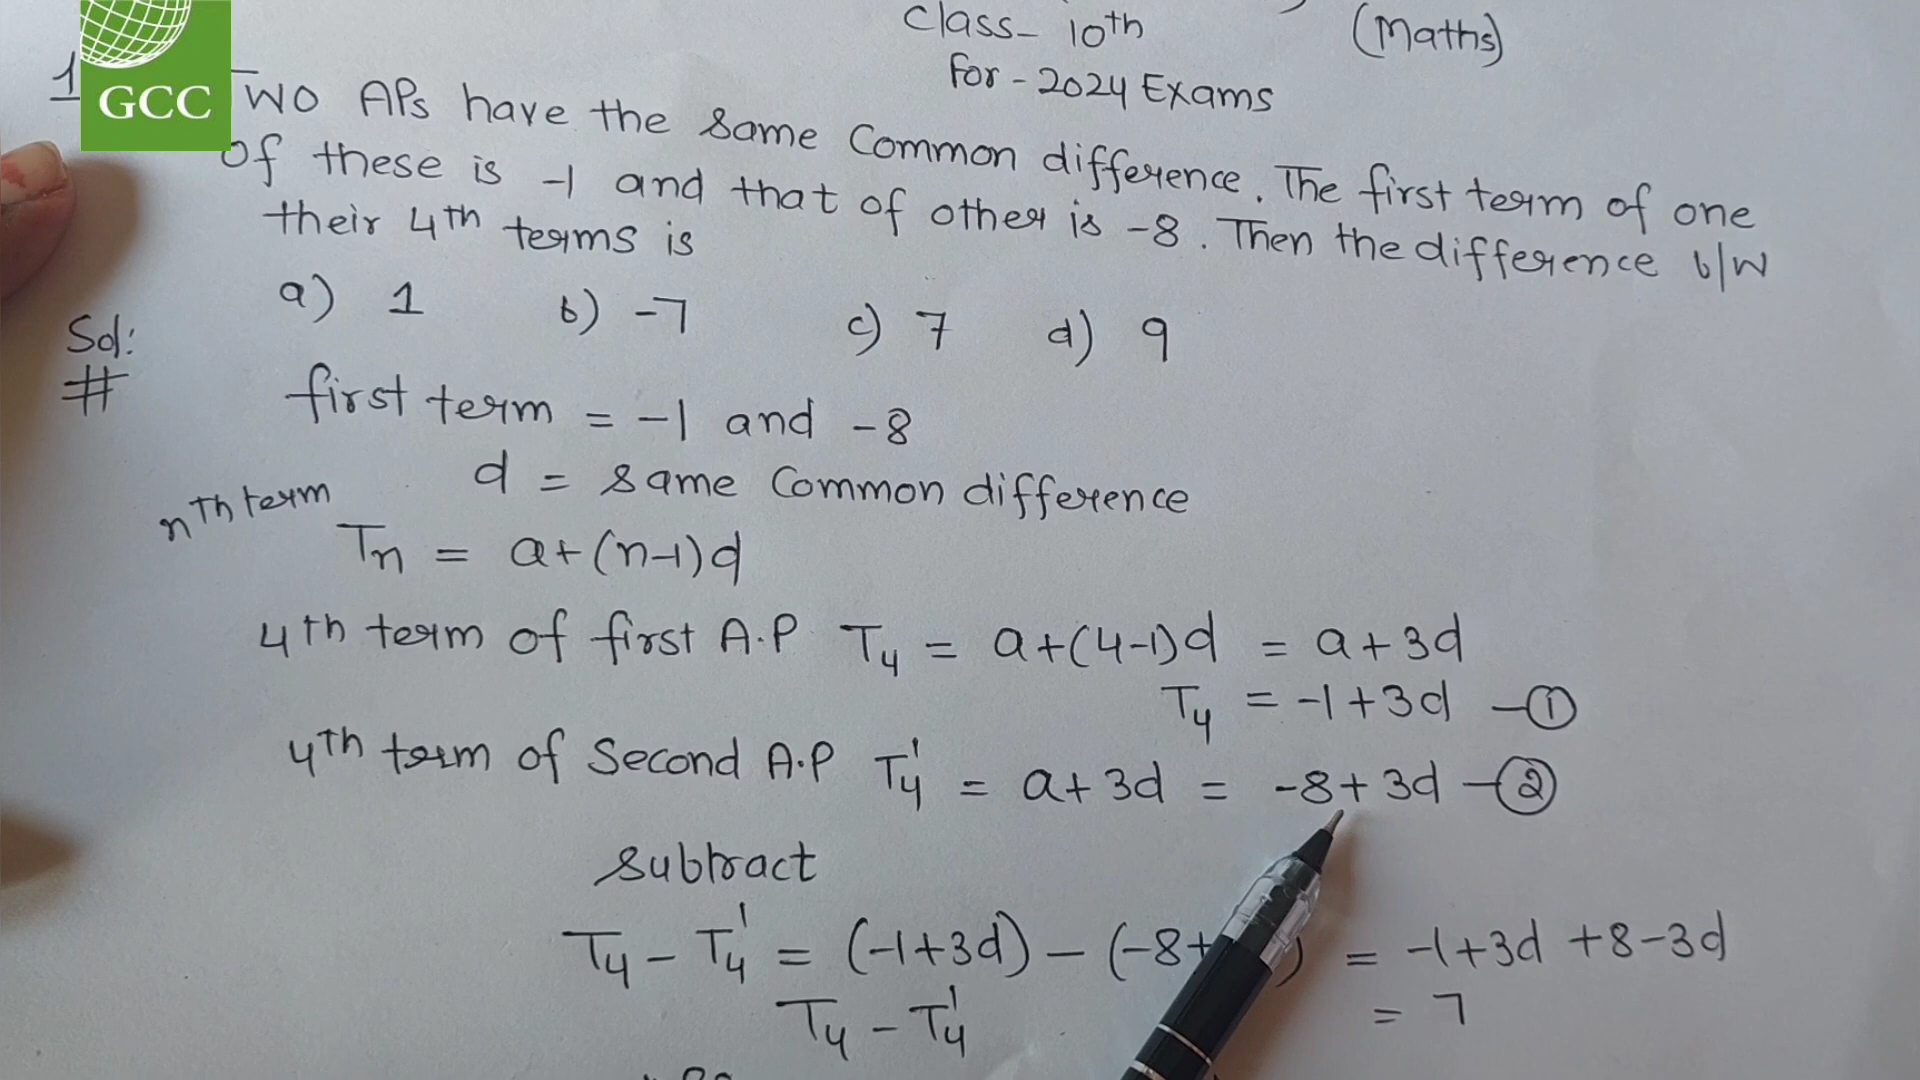 Class- 10th (Maths)
For - 2024 Exams
GCC
1 Two APs have the same Common difference. The first term of one
of these is -1 and that of other is -8. Then the difference b/w
their 4th terms is
a) 1 b) -7 c) 7 d) 9
Sol:
# first term = -1 and -8
d = same Common difference
nth term
Tn = a+(n-1)d
4th term of first A.P T4 = a+(4-1)d = a+3d
T4 = -1+3d -①
4th term of Second A.P T4' = a+3d = -8+3d -②
subtract
T4 - T4' = (-1+3d) - (-8+ ) = -1+3d +8-3d
T4 - T4' = 7